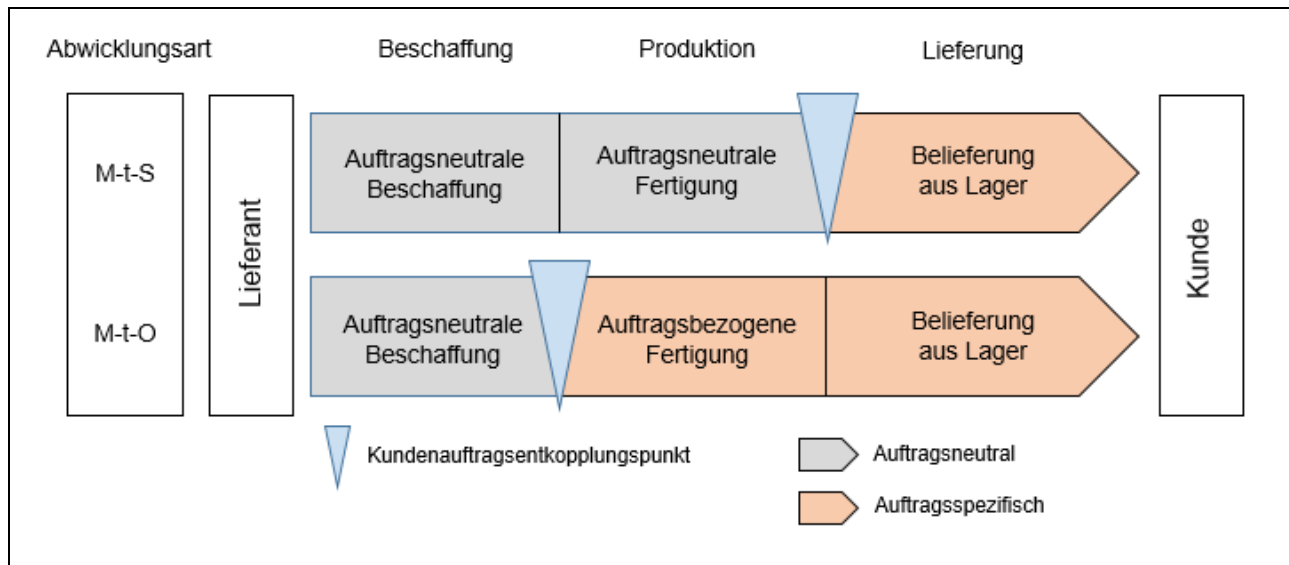 Abwicklungsart
Beschaffung
Produktion
Lieferung
M-t-S
Lieferant
Auftragsneutrale
Beschaffung
Auftragsneutrale
Fertigung
Belieferung
aus Lager
Kunde
M-t-O
Auftragsneutrale
Beschaffung
Auftragsbezogene
Fertigung
Belieferung
aus Lager
Kundenauftragsentkopplungspunkt
Auftragsneutral
Auftragsspezifisch